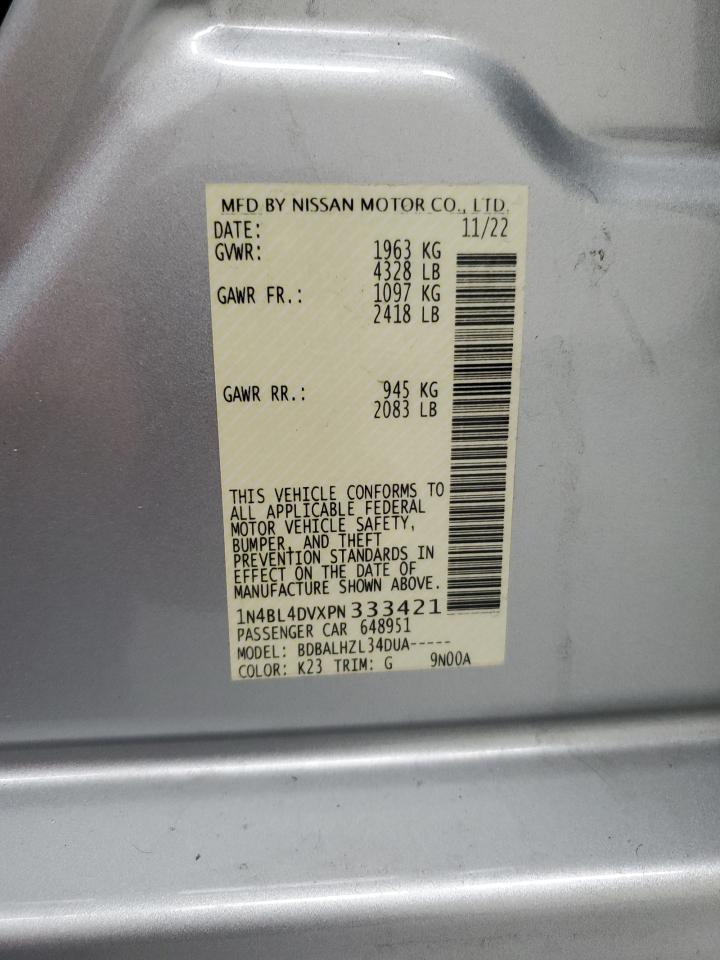 MFD BY NISSAN MOTOR CO., LTD.
DATE: 11/22
GVWR: 1963 KG
4328 LB
GAWR FR.: 1097 KG
2418 LB
GAWR RR.: 945 KG
2083 LB
THIS VEHICLE CONFORMS TO
ALL APPLICABLE FEDERAL
MOTOR VEHICLE SAFETY,
BUMPER, AND THEFT
PREVENTION STANDARDS IN
EFFECT ON THE DATE OF
MANUFACTURE SHOWN ABOVE.
1N4BL4DVXPN333421
PASSENGER CAR 648951
MODEL: BDBALHZL34DUA-----
COLOR: K23 TRIM: G 9N00A